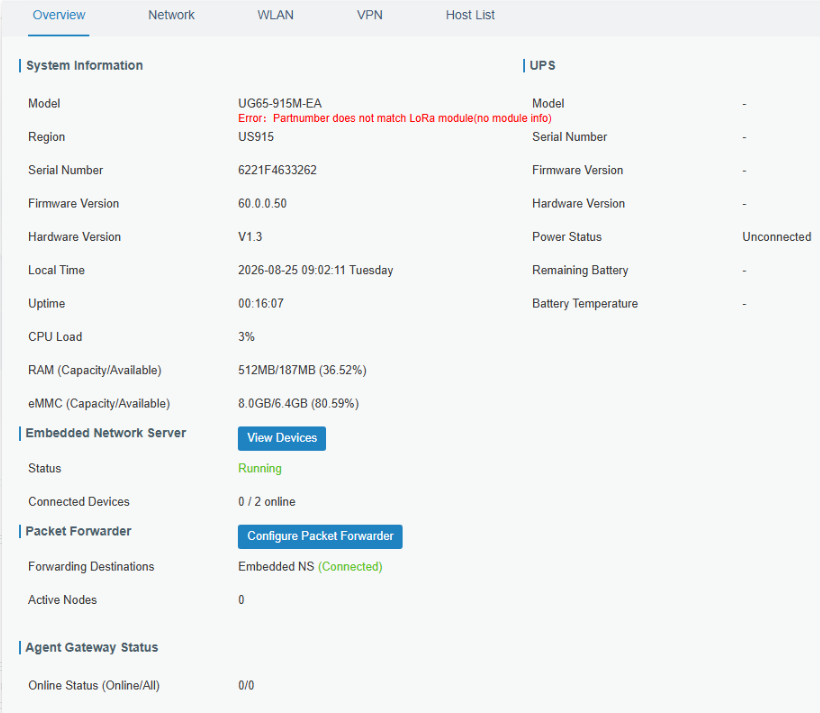 Overview Network WLAN VPN Host List
System Information
Model UG65-915M-EA
Error： Partnumber does not match LoRa module(no module info)
Region US915
Serial Number 6221F4633262
Firmware Version 60.0.0.50
Hardware Version V1.3
Local Time 2026-08-25 09:02:11 Tuesday
Uptime 00:16:07
CPU Load 3%
RAM (Capacity/Available) 512MB/187MB (36.52%)
eMMC (Capacity/Available) 8.0GB/6.4GB (80.59%)
Embedded Network Server View Devices
Status Running
Connected Devices 0 / 2 online
Packet Forwarder Configure Packet Forwarder
Forwarding Destinations Embedded NS (Connected)
Active Nodes 0
Agent Gateway Status
Online Status (Online/All) 0/0
UPS
Model -
Serial Number -
Firmware Version -
Hardware Version -
Power Status Unconnected
Remaining Battery -
Battery Temperature -